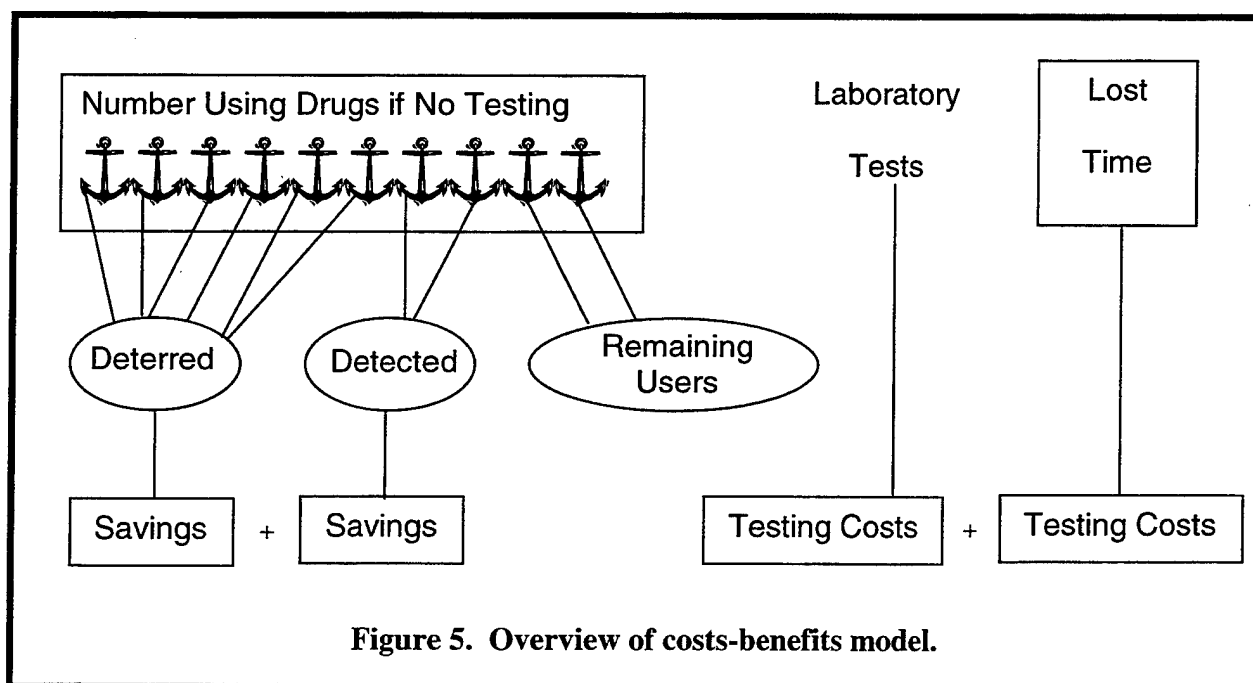 Number Using Drugs if No Testing
Laboratory
Tests
Lost
Time
Deterred
Detected
Remaining
Users
Savings + Savings
Testing Costs + Testing Costs
Figure 5. Overview of costs-benefits model.